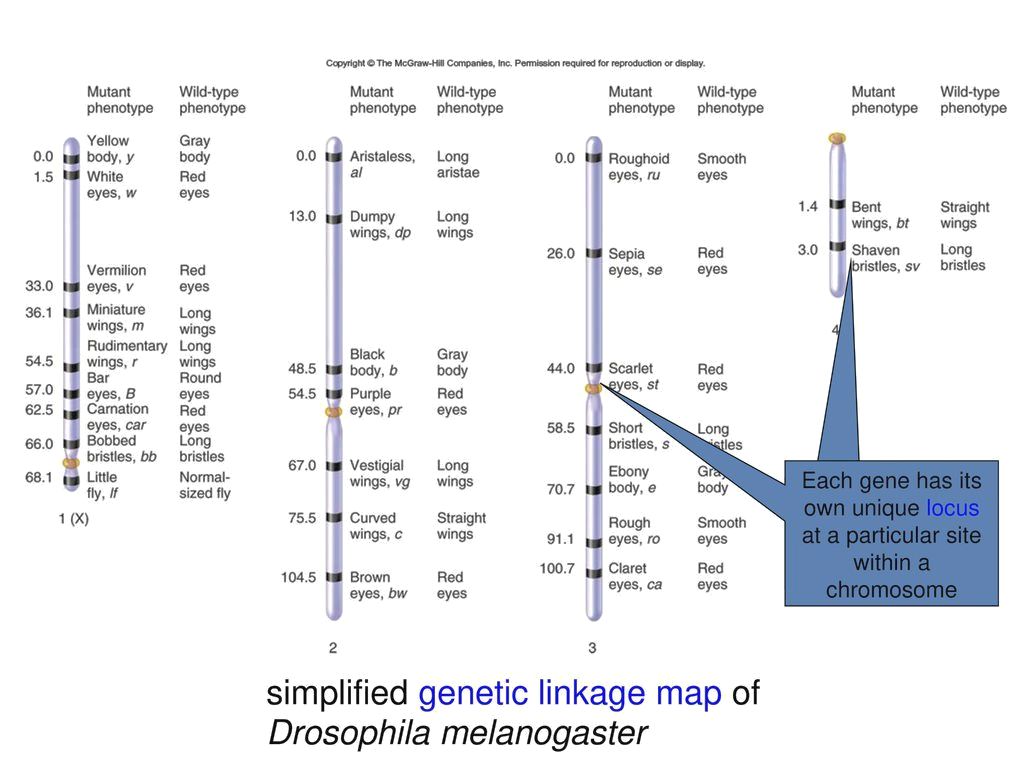 Copyright © The McGraw-Hill Companies, Inc. Permission required for reproduction or display.
Mutant phenotype Wild-type phenotype
0.0 Yellow body, y Gray body
1.5 White eyes, w Red eyes
33.0 Vermilion eyes, v Red eyes
36.1 Miniature wings, m Long wings
54.5 Rudimentary wings, r Long wings
57.0 Bar eyes, B Round eyes
62.5 Carnation eyes, car Red eyes
66.0 Bobbed bristles, bb Long bristles
68.1 Little fly, lf Normal-sized fly
1 (X)
Mutant phenotype Wild-type phenotype
0.0 Aristaless, al Long aristae
13.0 Dumpy wings, dp Long wings
48.5 Black body, b Gray body
54.5 Purple eyes, pr Red eyes
67.0 Vestigial wings, vg Long wings
75.5 Curved wings, c Straight wings
104.5 Brown eyes, bw Red eyes
2
Mutant phenotype Wild-type phenotype
0.0 Roughoid eyes, ru Smooth eyes
26.0 Sepia eyes, se Red eyes
44.0 Scarlet eyes, st Red eyes
58.5 Short bristles, s Long
70.7 Ebony body, e body
91.1 Rough eyes, ro Smooth eyes
100.7 Claret eyes, ca Red eyes
3
Mutant phenotype Wild-type phenotype
1.4 Bent wings, bt Straight wings
3.0 Shaven bristles, sv Long bristles
4
Each gene has its
own unique locus
at a particular site
within a
chromosome
simplified genetic linkage map of
Drosophila melanogaster